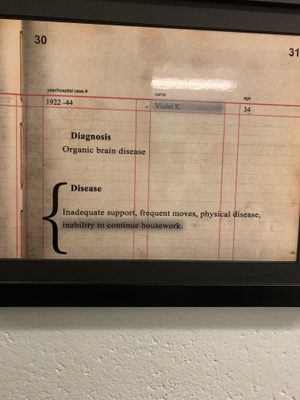 30
31
year/hospital case #
name
age
1922 -44
- Violet K.
34
Diagnosis
Organic brain disease
Disease
Inadequate support, frequent moves, physical disease,
inability to continue housework.